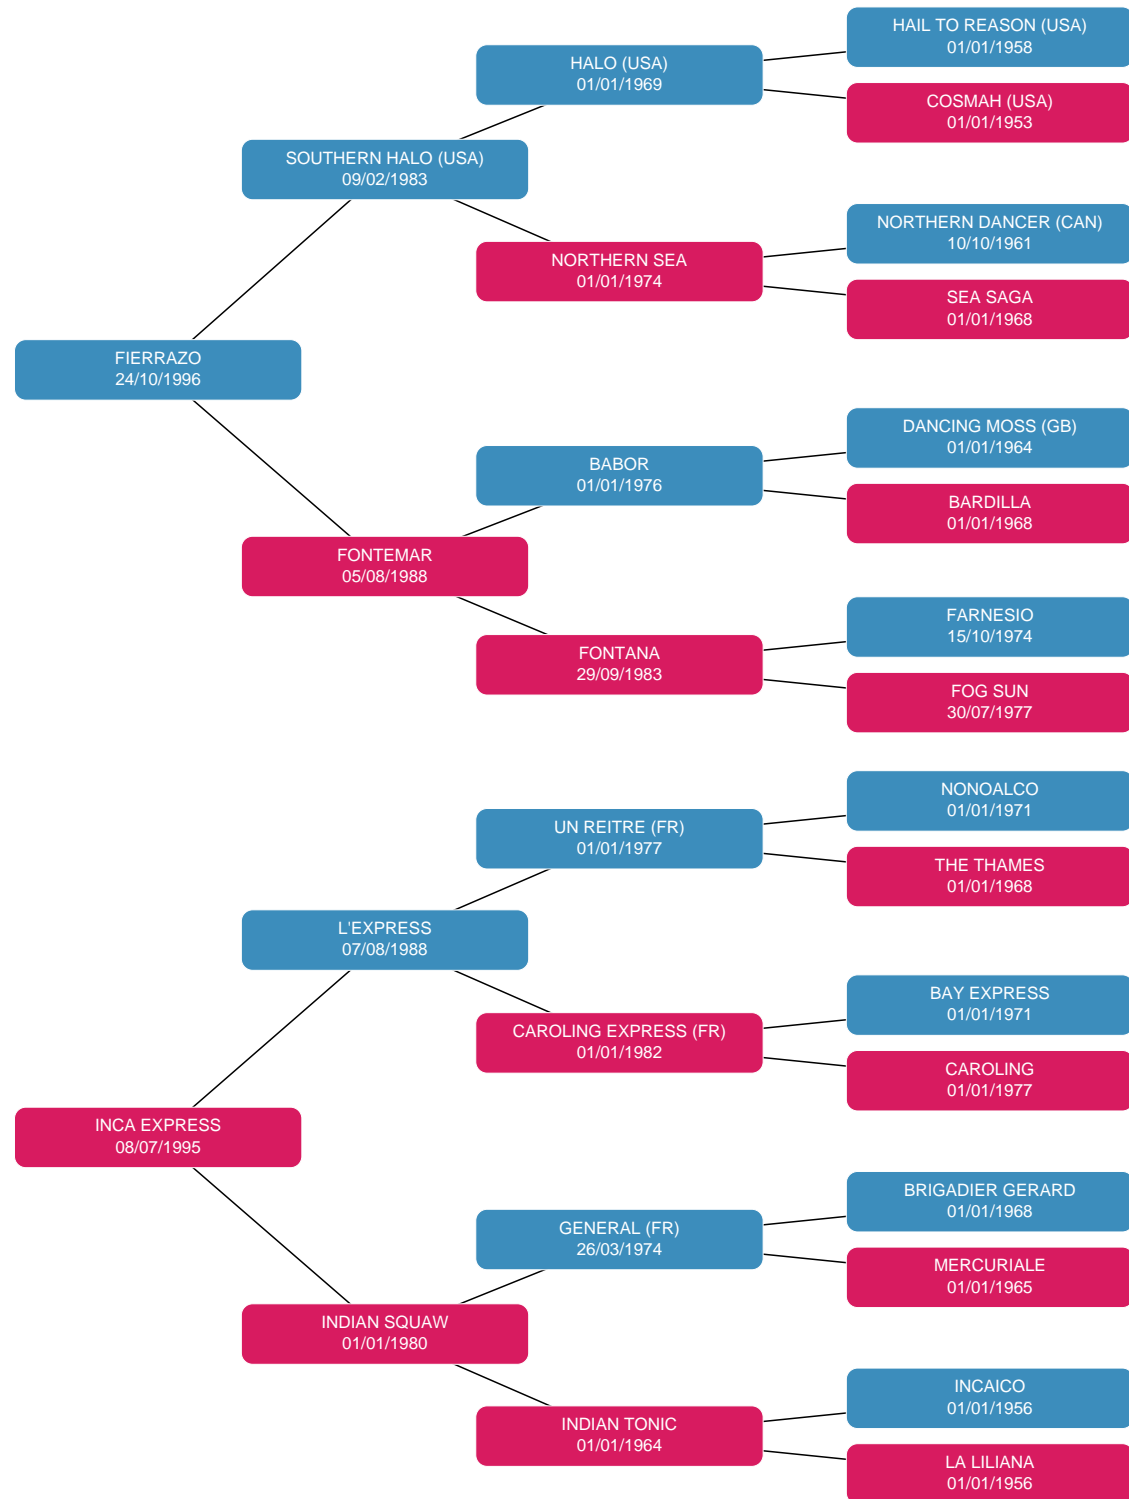 HAIL TO REASON (USA)
01/01/1958
HALO (USA)
01/01/1969
COSMAH (USA)
01/01/1953
SOUTHERN HALO (USA)
09/02/1983
NORTHERN DANCER (CAN)
10/10/1961
NORTHERN SEA
01/01/1974
SEA SAGA
01/01/1968
FIERRAZO
24/10/1996
DANCING MOSS (GB)
01/01/1964
BABOR
01/01/1976
BARDILLA
01/01/1968
FONTEMAR
05/08/1988
FARNESIO
15/10/1974
FONTANA
29/09/1983
FOG SUN
30/07/1977
NONOALCO
01/01/1971
UN REITRE (FR)
01/01/1977
THE THAMES
01/01/1968
L'EXPRESS
07/08/1988
BAY EXPRESS
01/01/1971
CAROLING EXPRESS (FR)
01/01/1982
CAROLING
01/01/1977
INCA EXPRESS
08/07/1995
BRIGADIER GERARD
01/01/1968
GENERAL (FR)
26/03/1974
MERCURIALE
01/01/1965
INDIAN SQUAW
01/01/1980
INCAICO
01/01/1956
INDIAN TONIC
01/01/1964
LA LILIANA
01/01/1956